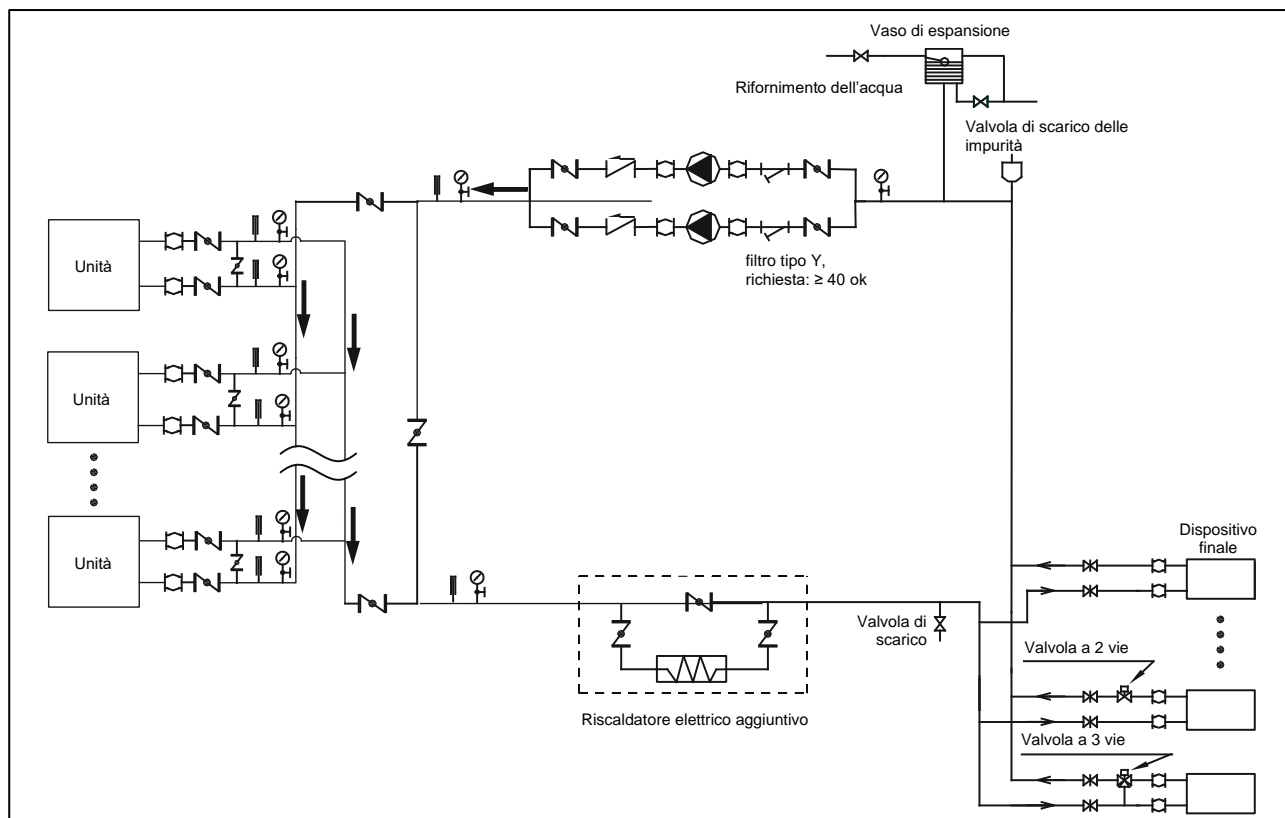 Vaso di espansione
Rifornimento dell'acqua
Valvola di scarico delle
impurità
filtro tipo Y,
richiesta: ≥ 40 ok
Unità
Unità
Unità
Dispositivo
finale
Valvola di
scarico
Valvola a 2 vie
Riscaldatore elettrico aggiuntivo
Valvola a 3 vie